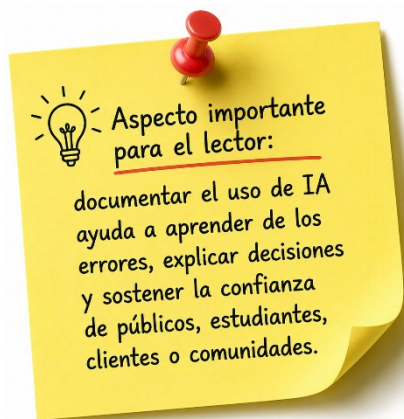 Aspecto importante
para el lector:
documentar el uso de IA
ayuda a aprender de los
errores, explicar decisiones
y sostener la confianza
de públicos, estudiantes,
clientes o comunidades.